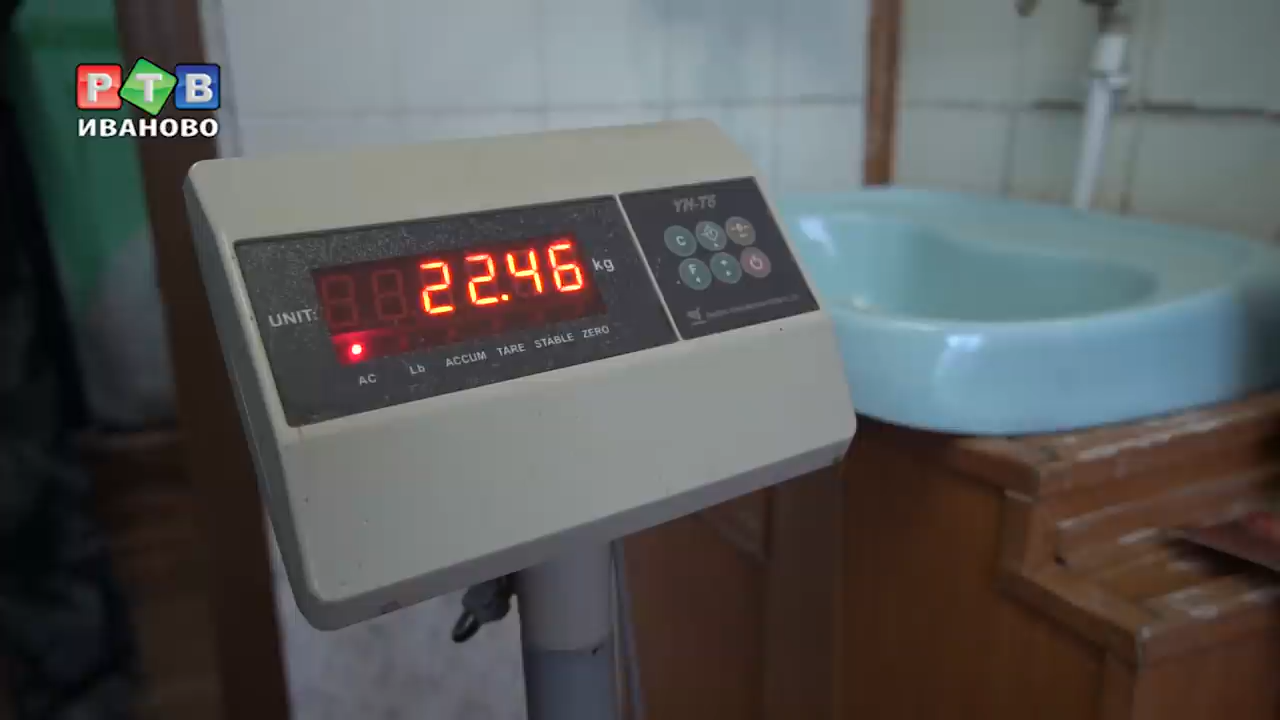 РТВ
ИВАНОВО
YH-T6
22.46 kg
UNIT:
AC Lb ACCUM TARE STABLE ZERO
C
F